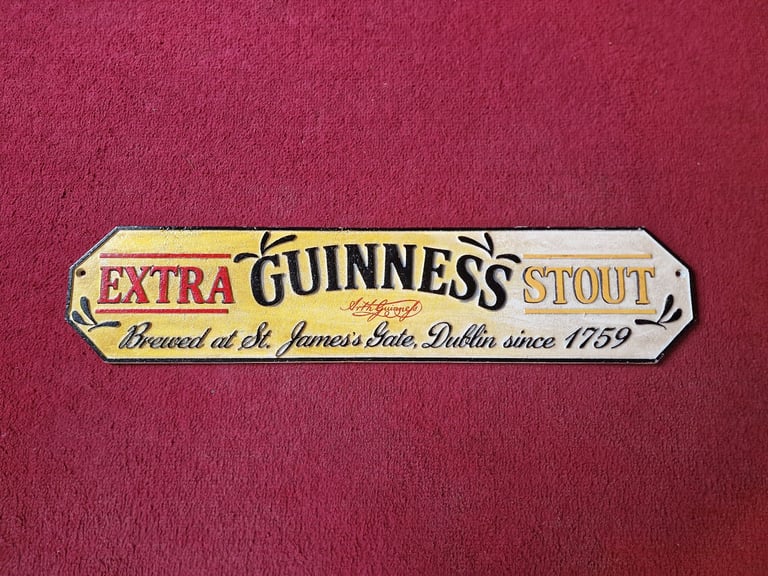 EXTRA GUINNESS STOUT
Arth Guinness
Brewed at St. James's Gate, Dublin since 1759